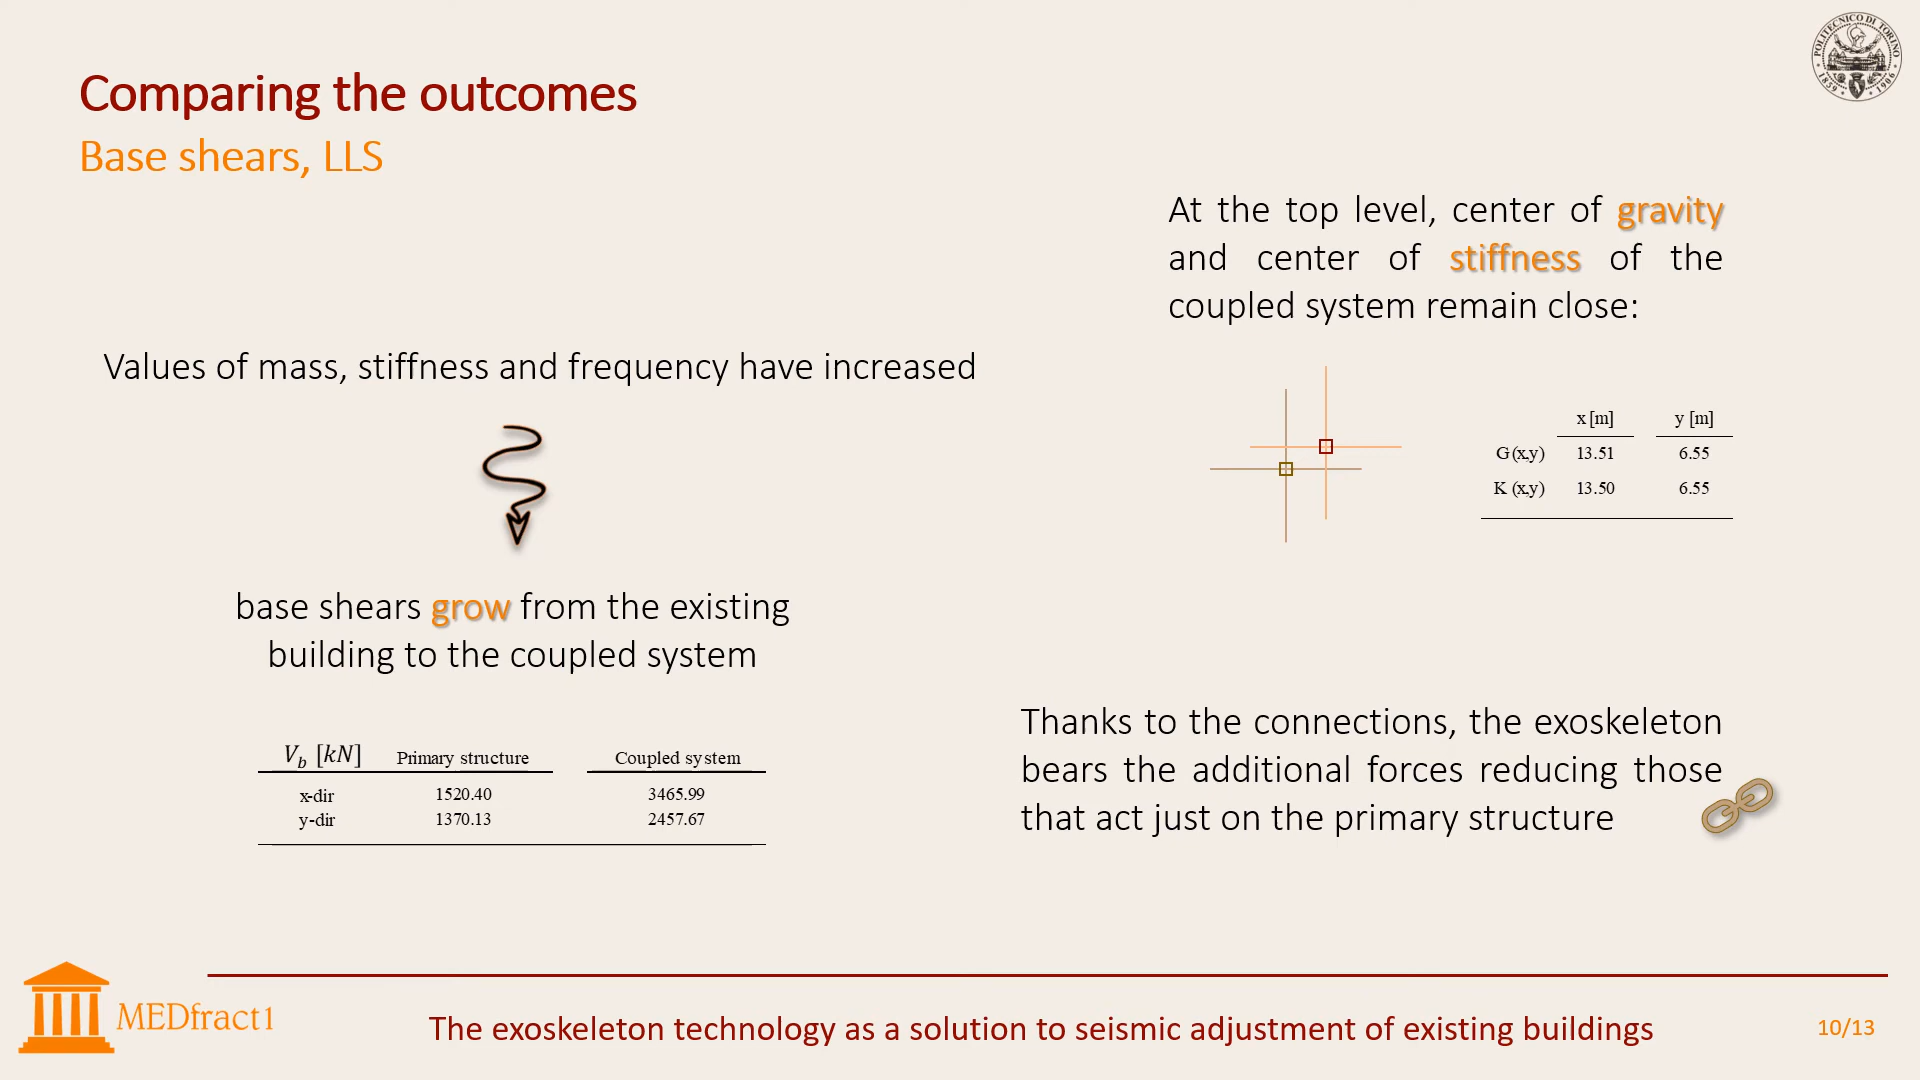 POLITECNICO DI TORINO
1859
1906
Comparing the outcomes
Base shears, LLS
Values of mass, stiffness and frequency have increased
base shears grow from the existing
building to the coupled system
V_b [kN] Primary structure Coupled system
x-dir 1520.40 3465.99
y-dir 1370.13 2457.67
At the top level, center of gravity
and center of stiffness of the
coupled system remain close:
x [m] y [m]
G (x,y) 13.51 6.55
K (x,y) 13.50 6.55
Thanks to the connections, the exoskeleton
bears the additional forces reducing those
that act just on the primary structure
MEDfract1
The exoskeleton technology as a solution to seismic adjustment of existing buildings
10/13